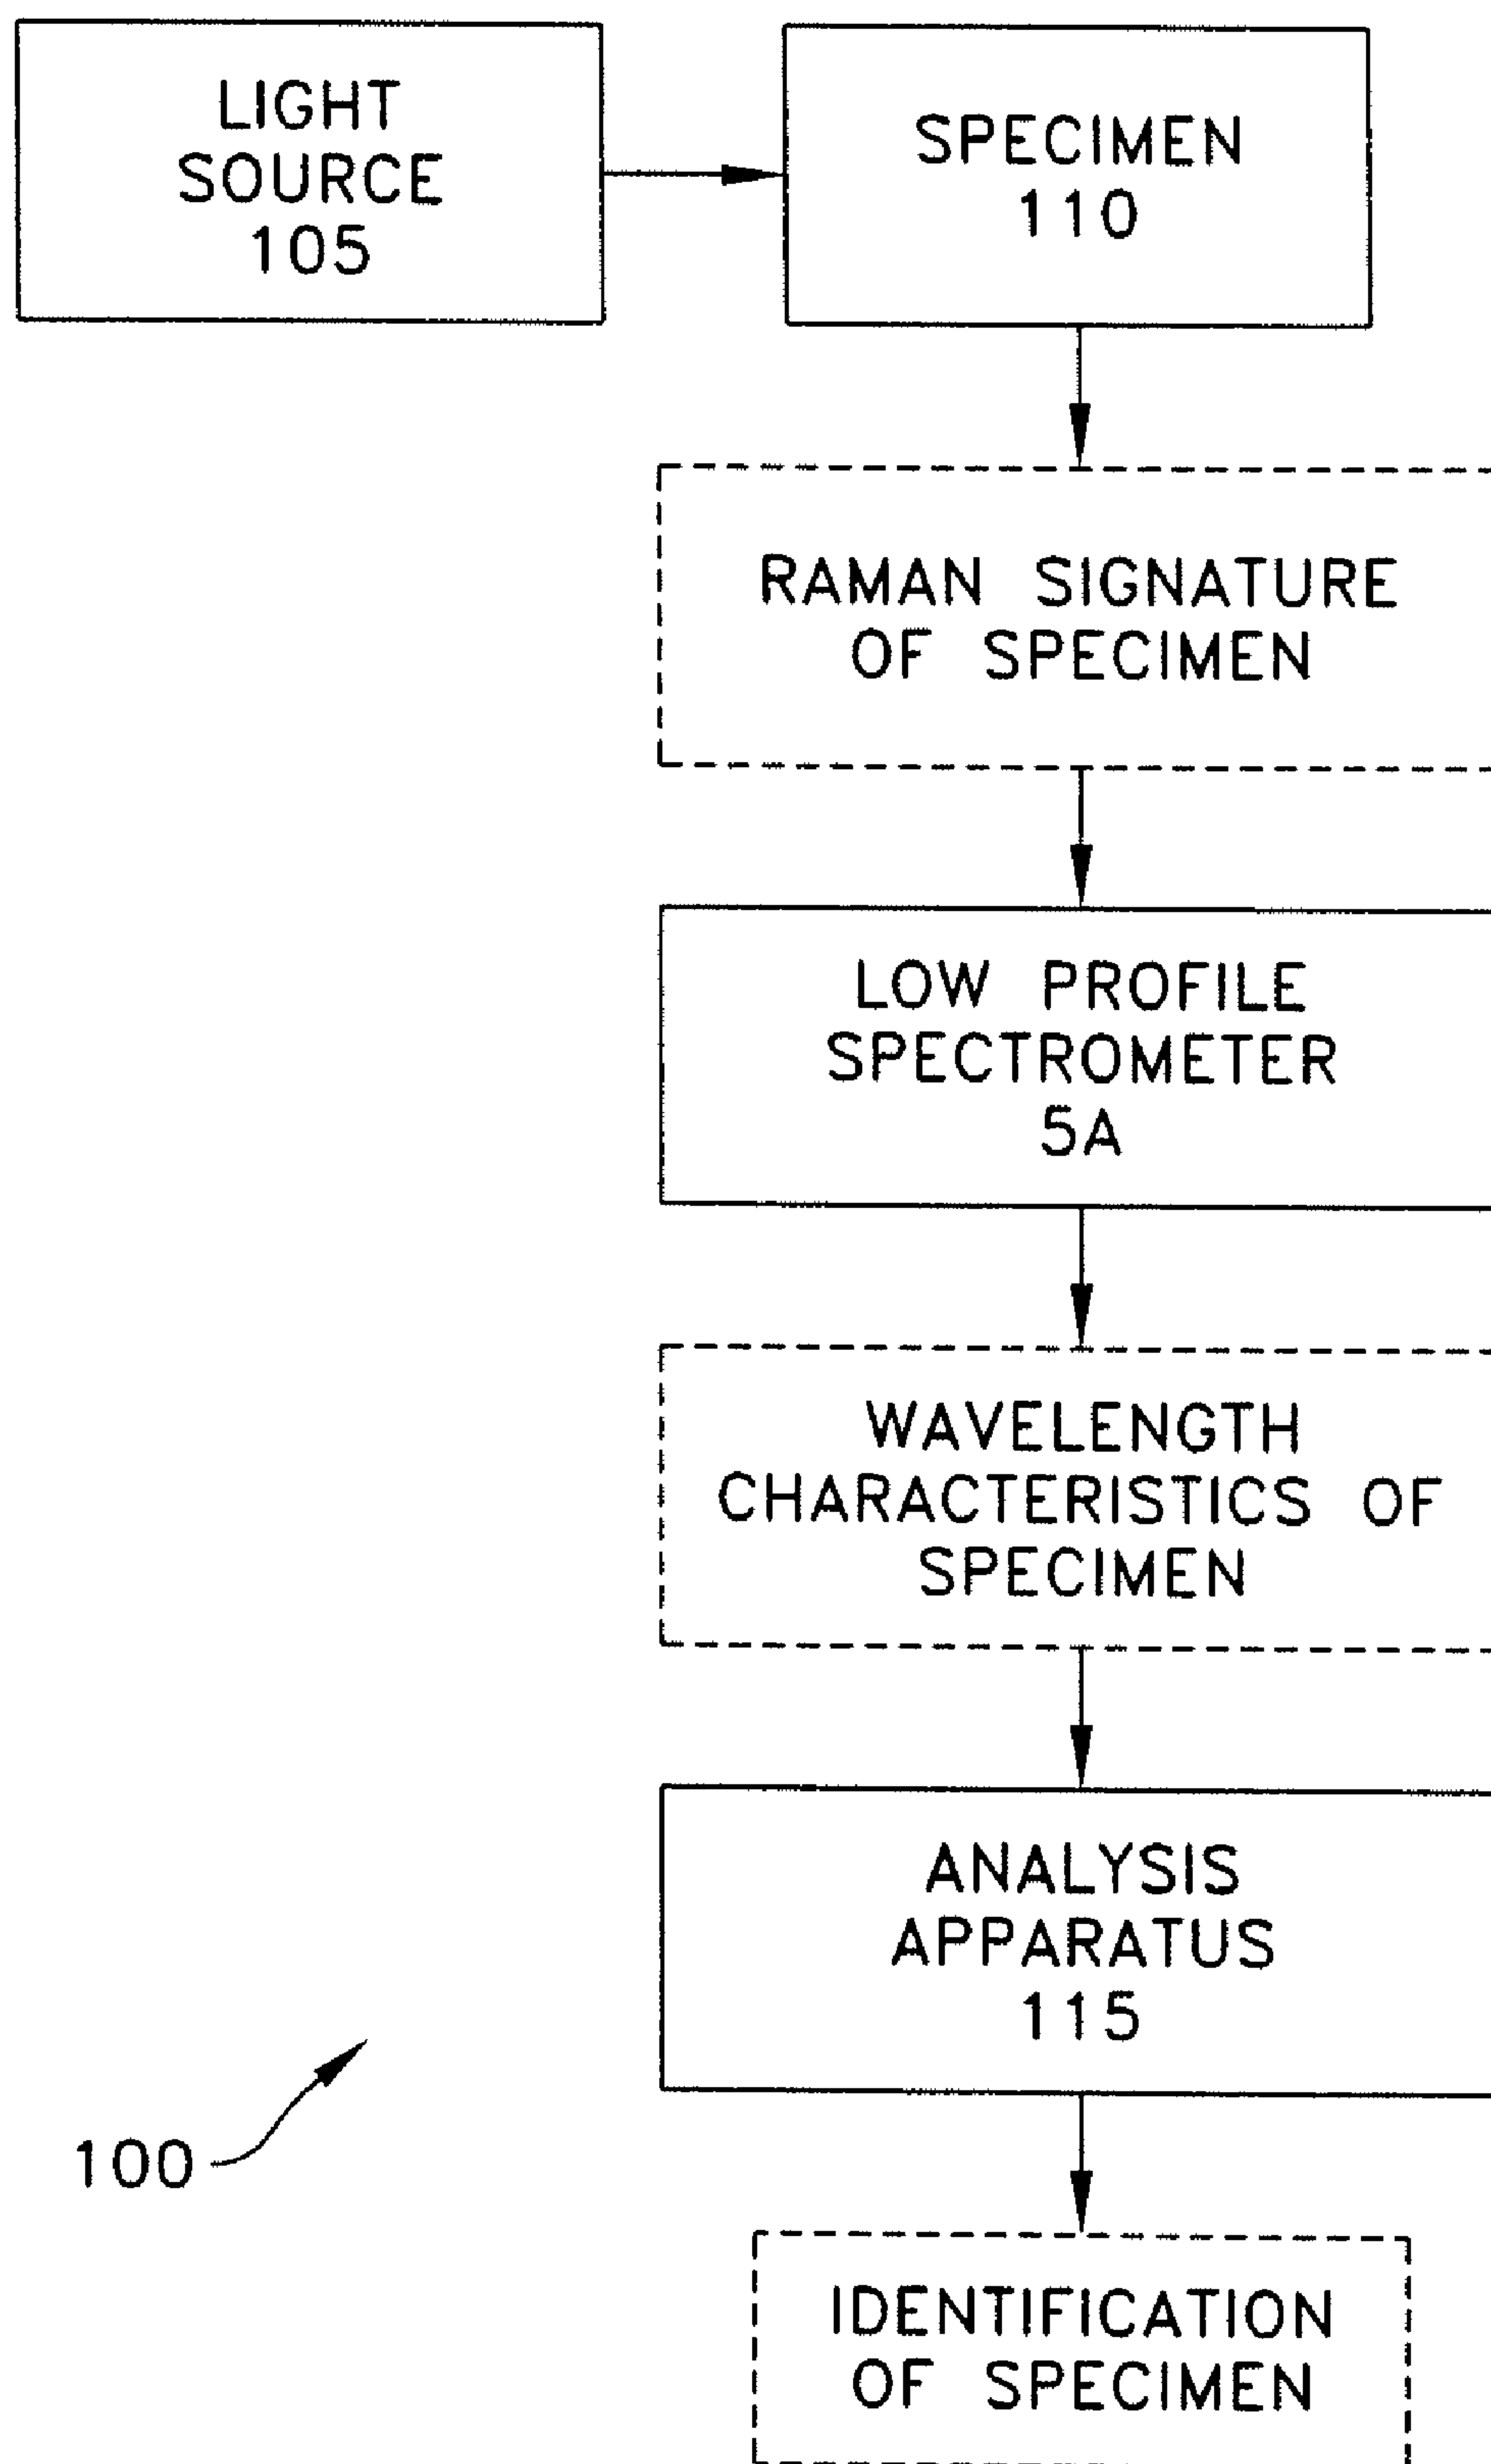 LIGHT
SOURCE
105
SPECIMEN
110
RAMAN SIGNATURE
OF SPECIMEN
LOW PROFILE
SPECTROMETER
5A
WAVELENGTH
CHARACTERISTICS OF
SPECIMEN
ANALYSIS
APPARATUS
115
100
IDENTIFICATION
OF SPECIMEN